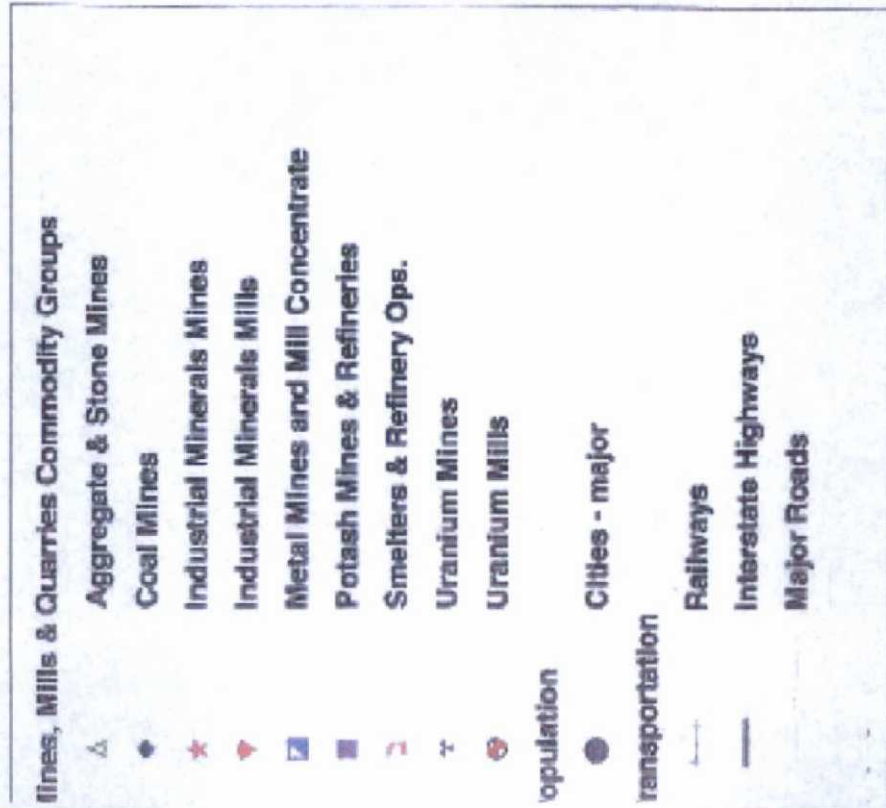 lines, Mills & Quarries Commodity Groups
Aggregate & Stone Mines
Coal Mines
Industrial Minerals Mines
Industrial Minerals Mills
Metal Mines and Mill Concentrate
Potash Mines & Refineries
Smelters & Refinery Ops.
Uranium Mines
Uranium Mills
opulation
Cities - major
ransportation
Railways
Interstate Highways
Major Roads